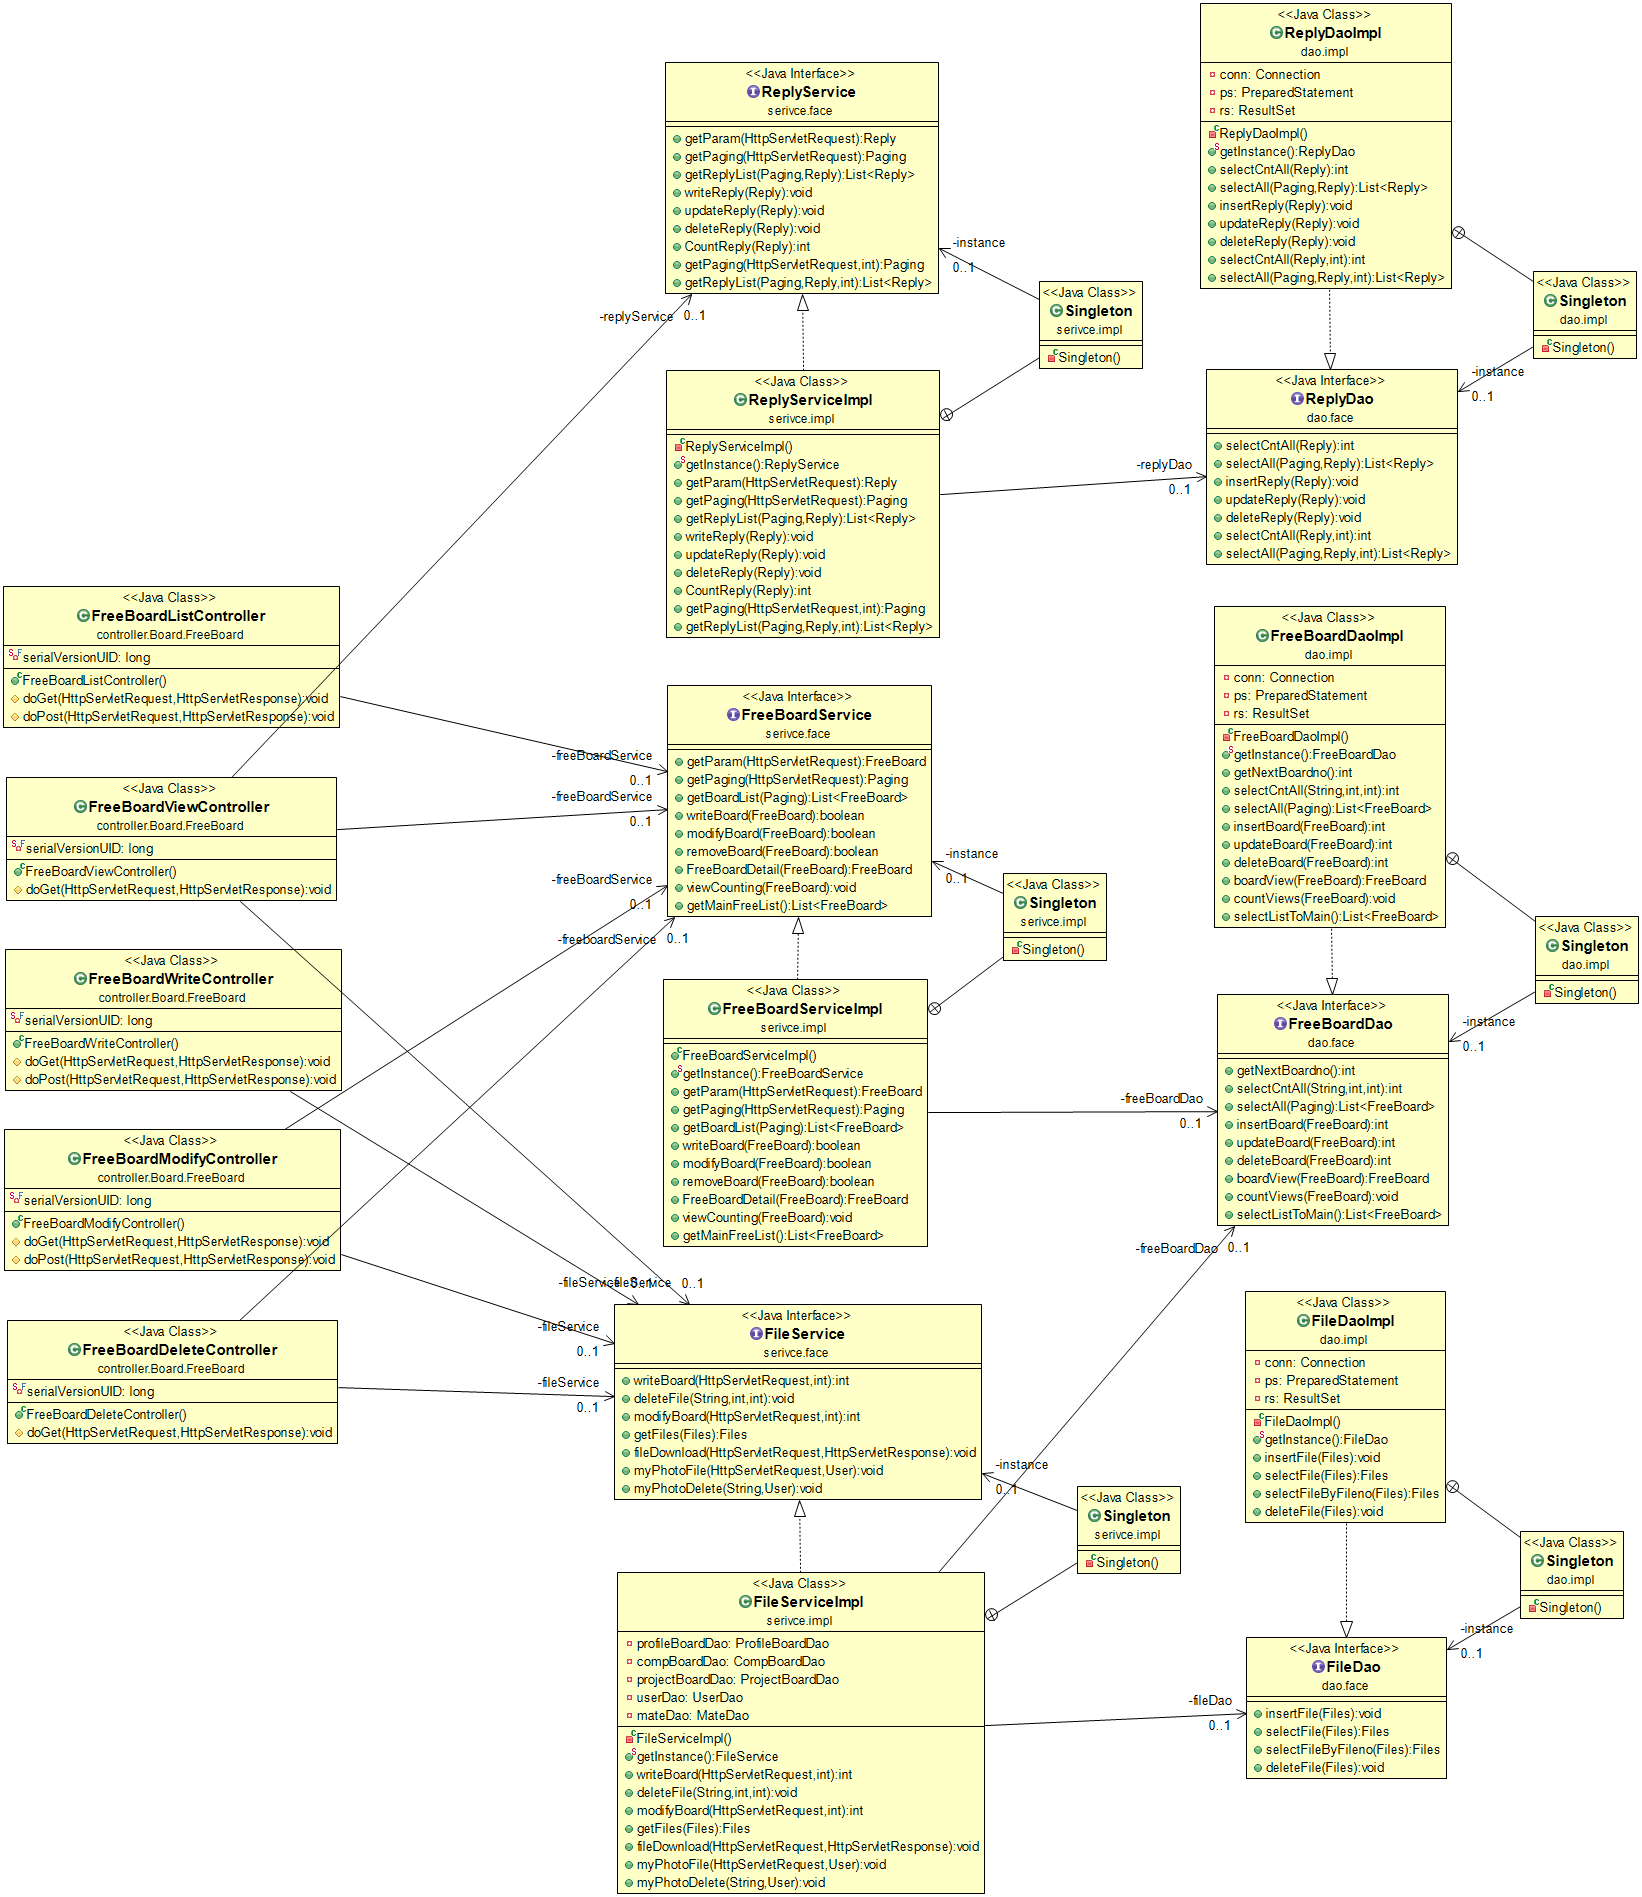 <<Java Class>>
ReplyDaoImpl
dao.impl
conn: Connection
ps: PreparedStatement
rs: ResultSet
ReplyDaoImpl()
getInstance():ReplyDao
selectCntAll(Reply):int
selectAll(Paging,Reply):List<Reply>
insertReply(Reply):void
updateReply(Reply):void
deleteReply(Reply):void
selectCntAll(Reply,int):int
selectAll(Paging,Reply,int):List<Reply>
<<Java Interface>>
ReplyService
serivce.face
getParam(HttpServletRequest):Reply
getPaging(HttpServletRequest):Paging
getReplyList(Paging,Reply):List<Reply>
writeReply(Reply):void
updateReply(Reply):void
deleteReply(Reply):void
CountReply(Reply):int
getPaging(HttpServletRequest,int):Paging
getReplyList(Paging,Reply,int):List<Reply>
-instance
0..1
<<Java Class>>
Singleton
serivce.impl
Singleton()
<<Java Class>>
Singleton
dao.impl
Singleton()
-replyService
0..1
-instance
0..1
<<Java Class>>
ReplyServiceImpl
serivce.impl
ReplyServiceImpl()
getInstance():ReplyService
getParam(HttpServletRequest):Reply
getPaging(HttpServletRequest):Paging
getReplyList(Paging,Reply):List<Reply>
writeReply(Reply):void
updateReply(Reply):void
deleteReply(Reply):void
CountReply(Reply):int
getPaging(HttpServletRequest,int):Paging
getReplyList(Paging,Reply,int):List<Reply>
-replyDao
0..1
<<Java Interface>>
ReplyDao
dao.face
selectCntAll(Reply):int
selectAll(Paging,Reply):List<Reply>
insertReply(Reply):void
updateReply(Reply):void
deleteReply(Reply):void
selectCntAll(Reply,int):int
selectAll(Paging,Reply,int):List<Reply>
<<Java Class>>
FreeBoardListController
controller.Board.FreeBoard
serialVersionUID: long
FreeBoardListController()
doGet(HttpServletRequest,HttpServletResponse):void
doPost(HttpServletRequest,HttpServletResponse):void
<<Java Class>>
FreeBoardViewController
controller.Board.FreeBoard
serialVersionUID: long
FreeBoardViewController()
doGet(HttpServletRequest,HttpServletResponse):void
<<Java Class>>
FreeBoardWriteController
controller.Board.FreeBoard
serialVersionUID: long
FreeBoardWriteController()
doGet(HttpServletRequest,HttpServletResponse):void
doPost(HttpServletRequest,HttpServletResponse):void
<<Java Class>>
FreeBoardModifyController
controller.Board.FreeBoard
serialVersionUID: long
FreeBoardModifyController()
doGet(HttpServletRequest,HttpServletResponse):void
doPost(HttpServletRequest,HttpServletResponse):void
<<Java Class>>
FreeBoardDeleteController
controller.Board.FreeBoard
serialVersionUID: long
FreeBoardDeleteController()
doGet(HttpServletRequest,HttpServletResponse):void
-freeBoardService
0..1
-freeBoardService
0..1
-freeBoardService
0..1
-freeboardService
0..1
<<Java Interface>>
FreeBoardService
serivce.face
getParam(HttpServletRequest):FreeBoard
getPaging(HttpServletRequest):Paging
getBoardList(Paging):List<FreeBoard>
writeBoard(FreeBoard):boolean
modifyBoard(FreeBoard):boolean
removeBoard(FreeBoard):boolean
FreeBoardDetail(FreeBoard):FreeBoard
viewCounting(FreeBoard):void
getMainFreeList():List<FreeBoard>
-instance
0..1
<<Java Class>>
Singleton
serivce.impl
Singleton()
<<Java Class>>
FreeBoardServiceImpl
serivce.impl
FreeBoardServiceImpl()
getInstance():FreeBoardService
getParam(HttpServletRequest):FreeBoard
getPaging(HttpServletRequest):Paging
getBoardList(Paging):List<FreeBoard>
writeBoard(FreeBoard):boolean
modifyBoard(FreeBoard):boolean
removeBoard(FreeBoard):boolean
FreeBoardDetail(FreeBoard):FreeBoard
viewCounting(FreeBoard):void
getMainFreeList():List<FreeBoard>
<<Java Class>>
FreeBoardDaoImpl
dao.impl
conn: Connection
ps: PreparedStatement
rs: ResultSet
FreeBoardDaoImpl()
getInstance():FreeBoardDao
getNextBoardno():int
selectCntAll(String,int,int):int
selectAll(Paging):List<FreeBoard>
insertBoard(FreeBoard):int
updateBoard(FreeBoard):int
deleteBoard(FreeBoard):int
boardView(FreeBoard):FreeBoard
countViews(FreeBoard):void
selectListToMain():List<FreeBoard>
<<Java Class>>
Singleton
dao.impl
Singleton()
-instance
0..1
-freeBoardDao
0..1
<<Java Interface>>
FreeBoardDao
dao.face
getNextBoardno():int
selectCntAll(String,int,int):int
selectAll(Paging):List<FreeBoard>
insertBoard(FreeBoard):int
updateBoard(FreeBoard):int
deleteBoard(FreeBoard):int
boardView(FreeBoard):FreeBoard
countViews(FreeBoard):void
selectListToMain():List<FreeBoard>
-freeBoardDao
0..1
-fileService
0..1
-fileService
0..1
-fileService
0..1
-fileService
0..1
<<Java Interface>>
FileService
serivce.face
writeBoard(HttpServletRequest,int):int
deleteFile(String,int,int):void
modifyBoard(HttpServletRequest,int):int
getFiles(Files):Files
fileDownload(HttpServletRequest,HttpServletResponse):void
myPhotoFile(HttpServletRequest,User):void
myPhotoDelete(String,User):void
-instance
0..1
<<Java Class>>
Singleton
serivce.impl
Singleton()
<<Java Class>>
FileServiceImpl
serivce.impl
profileBoardDao: ProfileBoardDao
compBoardDao: CompBoardDao
projectBoardDao: ProjectBoardDao
userDao: UserDao
mateDao: MateDao
FileServiceImpl()
getInstance():FileService
writeBoard(HttpServletRequest,int):int
deleteFile(String,int,int):void
modifyBoard(HttpServletRequest,int):int
getFiles(Files):Files
fileDownload(HttpServletRequest,HttpServletResponse):void
myPhotoFile(HttpServletRequest,User):void
myPhotoDelete(String,User):void
<<Java Class>>
FileDaoImpl
dao.impl
conn: Connection
ps: PreparedStatement
rs: ResultSet
FileDaoImpl()
getInstance():FileDao
insertFile(Files):void
selectFile(Files):Files
selectFileByFileno(Files):Files
deleteFile(Files):void
<<Java Class>>
Singleton
dao.impl
Singleton()
-instance
0..1
-fileDao
0..1
<<Java Interface>>
FileDao
dao.face
insertFile(Files):void
selectFile(Files):Files
selectFileByFileno(Files):Files
deleteFile(Files):void